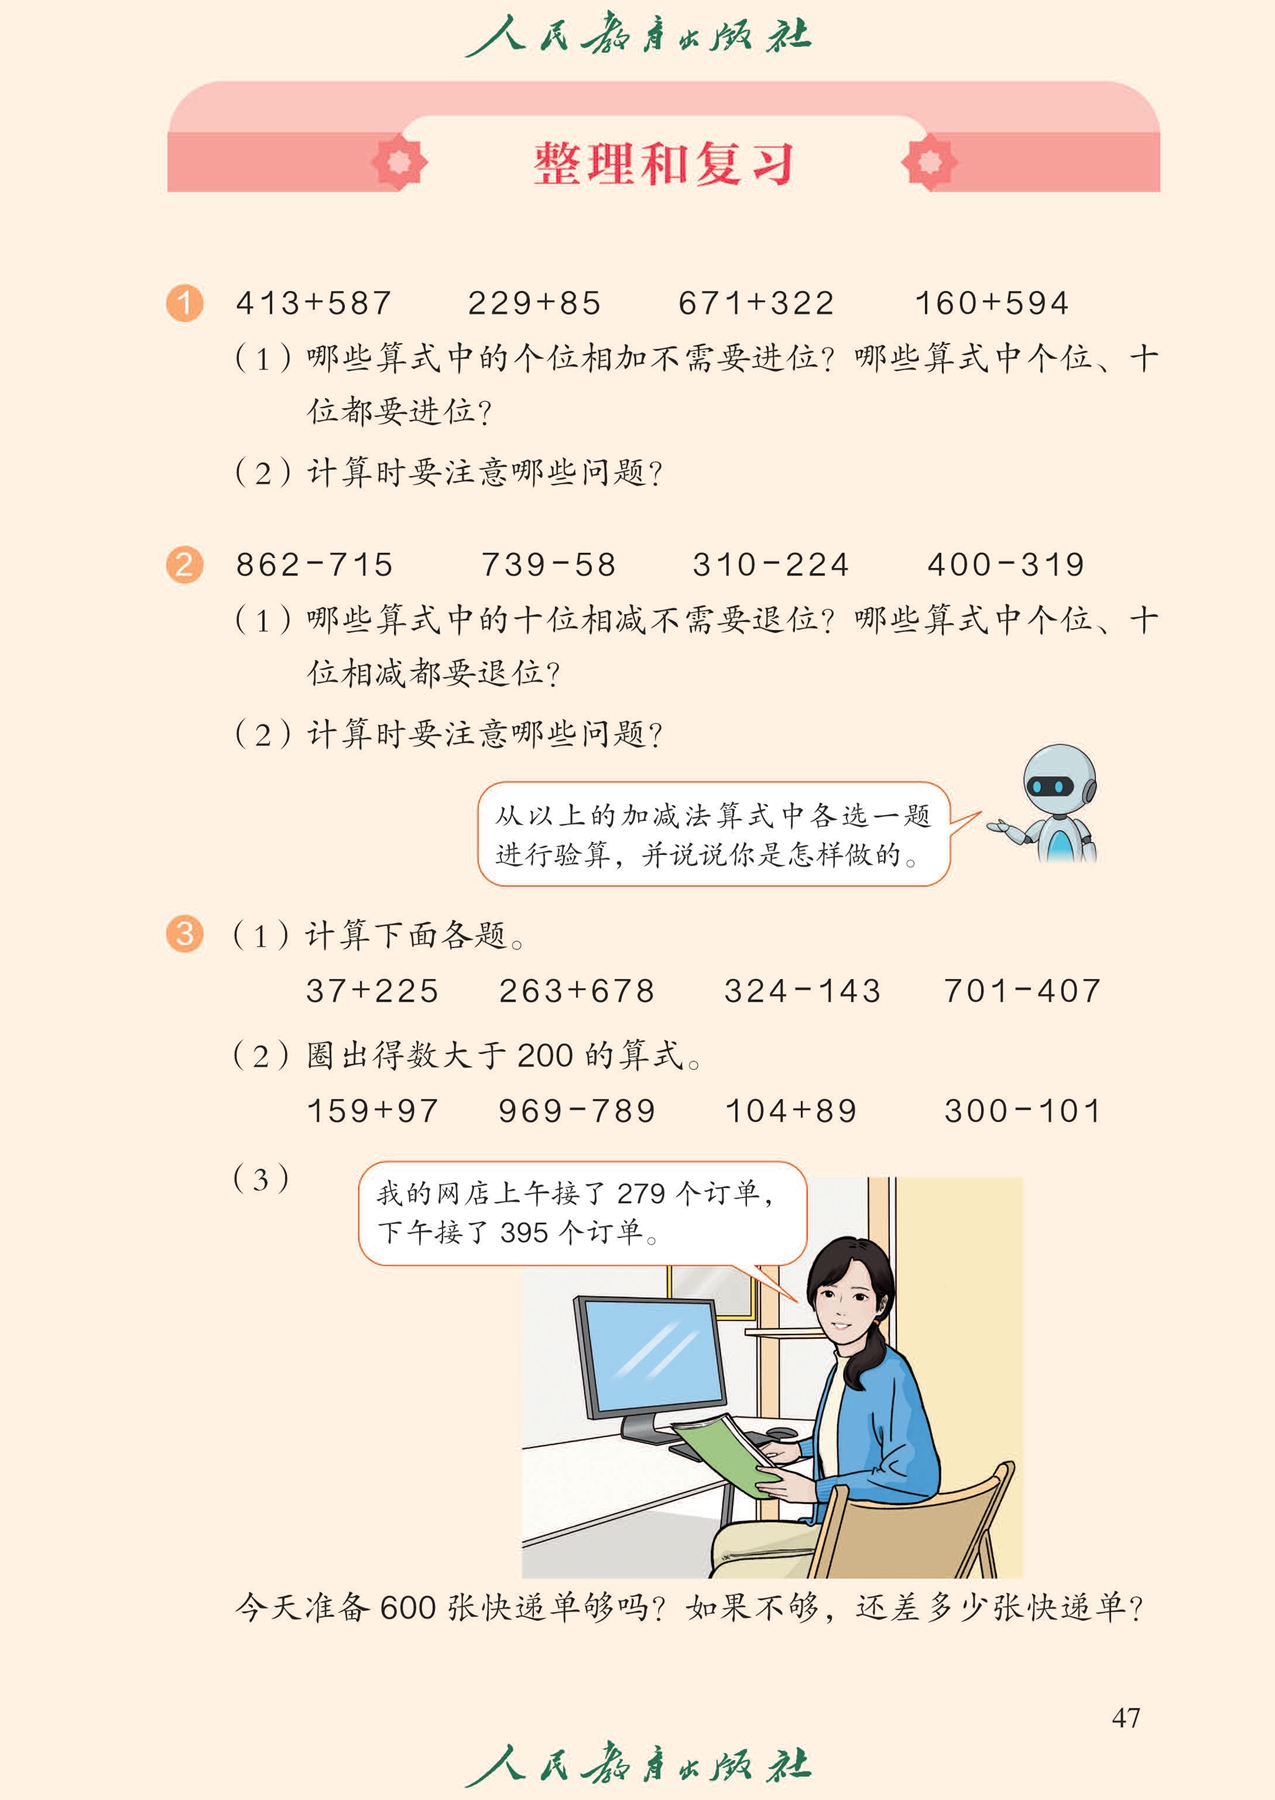 人民教育出版社
整理和复习
1 413+587 229+85 671+322 160+594
（1）哪些算式中的个位相加不需要进位？哪些算式中个位、十
位都要进位？
（2）计算时要注意哪些问题？
2 862-715 739-58 310-224 400-319
（1）哪些算式中的十位相减不需要退位？哪些算式中个位、十
位相减都要退位？
（2）计算时要注意哪些问题？
从以上的加减法算式中各选一题
进行验算，并说说你是怎样做的。
3 （1）计算下面各题。
37+225 263+678 324-143 701-407
（2）圈出得数大于 200 的算式。
159+97 969-789 104+89 300-101
（3）
我的网店上午接了 279 个订单，
下午接了 395 个订单。
今天准备 600 张快递单够吗？如果不够，还差多少张快递单？
47
人民教育出版社